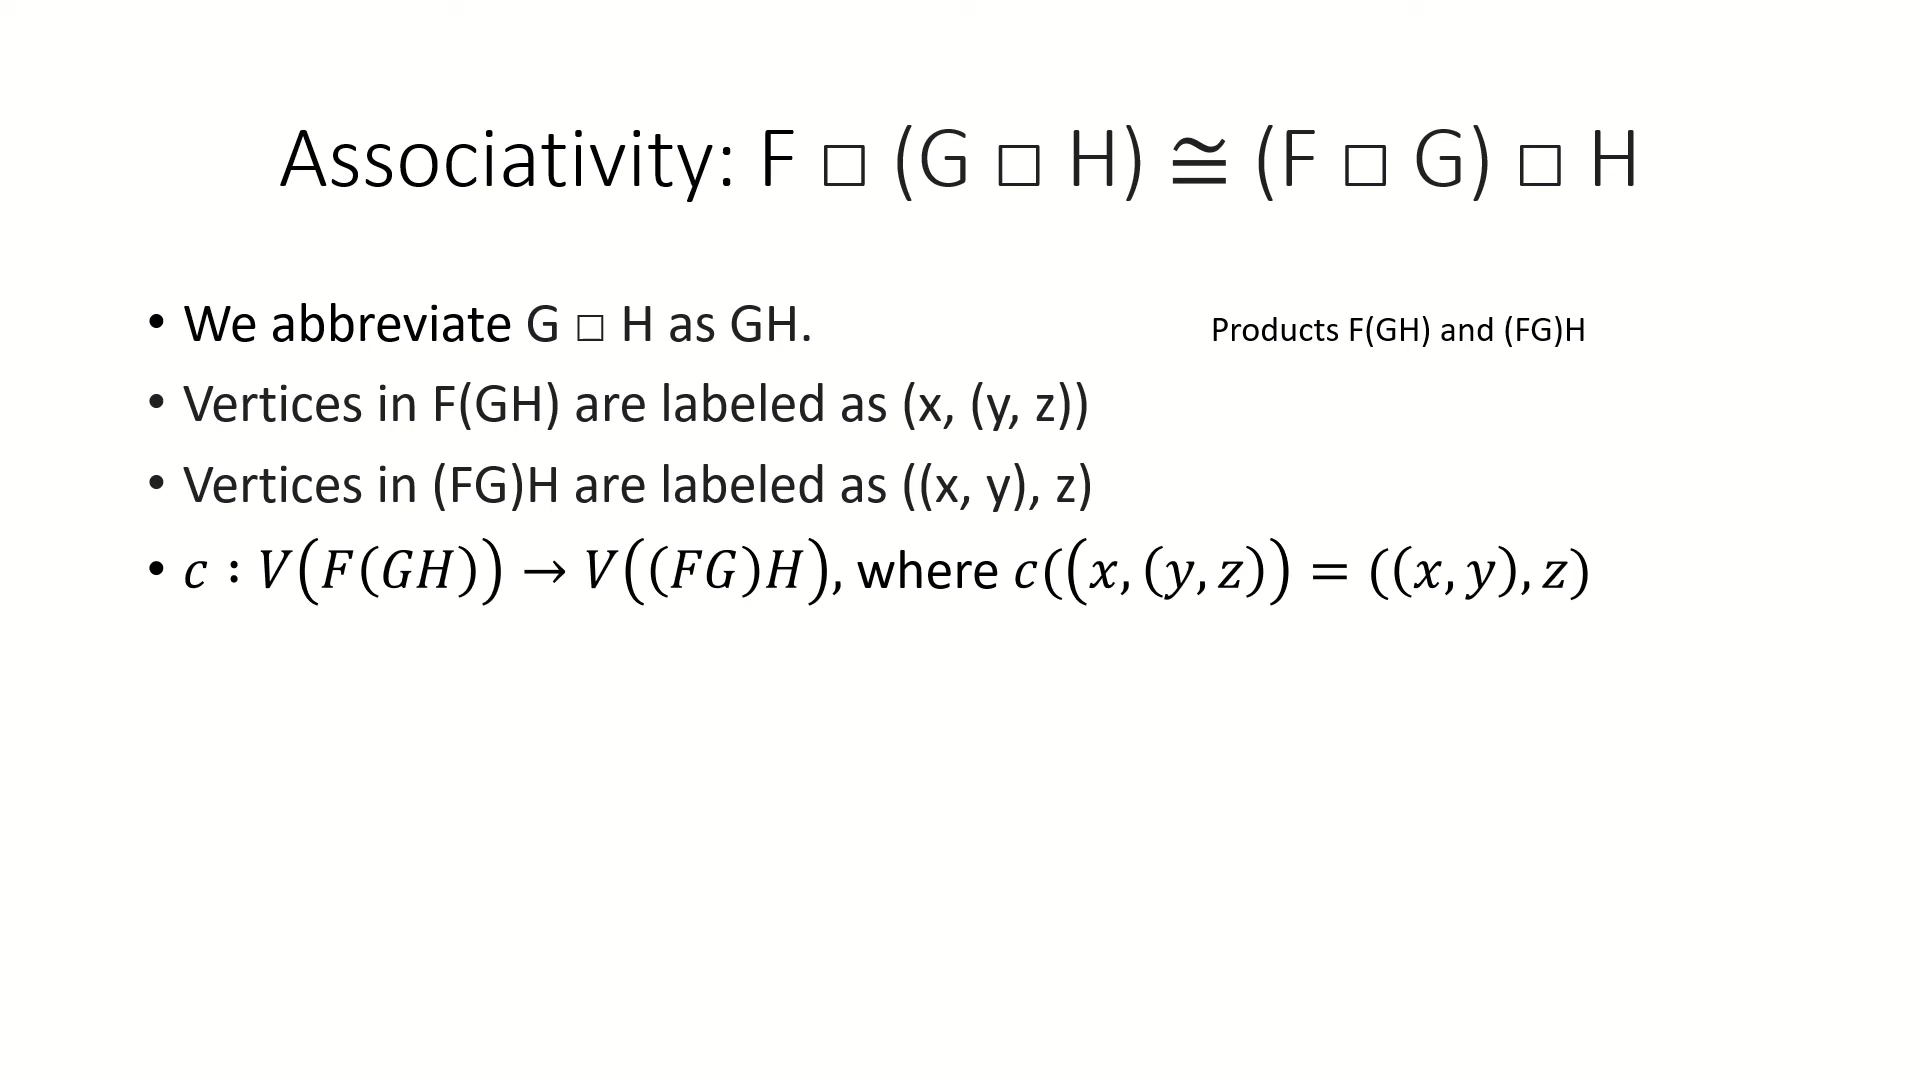 Associativity: F □ (G □ H) ≅ (F □ G) □ H
• We abbreviate G □ H as GH.
Products F(GH) and (FG)H
• Vertices in F(GH) are labeled as (x, (y, z))
• Vertices in (FG)H are labeled as ((x, y), z)
• c : V(F(GH)) → V((FG)H), where c((x, (y, z)) = ((x, y), z)